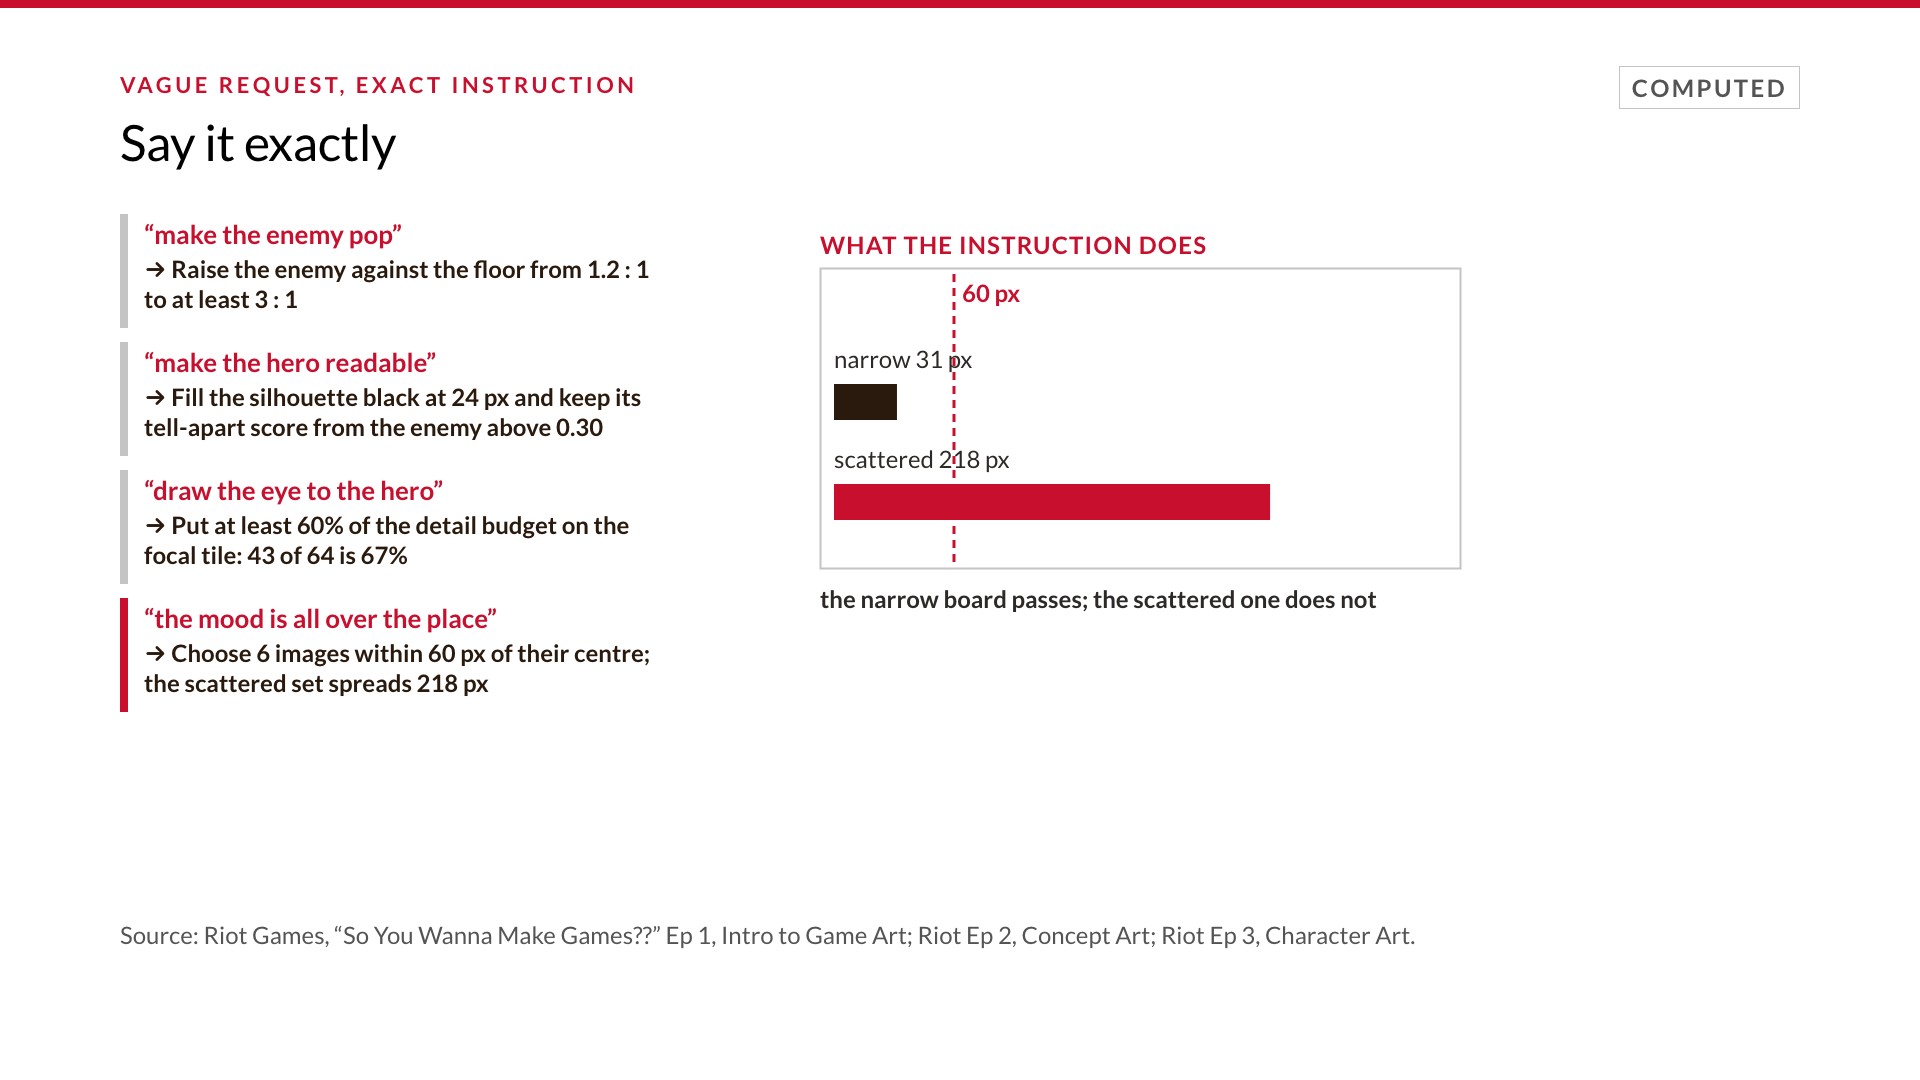 VAGUE REQUEST, EXACT INSTRUCTION
COMPUTED
Say it exactly
“make the enemy pop”
→ Raise the enemy against the floor from 1.2 : 1
to at least 3 : 1
“make the hero readable”
→ Fill the silhouette black at 24 px and keep its
tell-apart score from the enemy above 0.30
“draw the eye to the hero”
→ Put at least 60% of the detail budget on the
focal tile: 43 of 64 is 67%
“the mood is all over the place”
→ Choose 6 images within 60 px of their centre;
the scattered set spreads 218 px
WHAT THE INSTRUCTION DOES
60 px
narrow 31 px
scattered 218 px
the narrow board passes; the scattered one does not
Source: Riot Games, “So You Wanna Make Games??” Ep 1, Intro to Game Art; Riot Ep 2, Concept Art; Riot Ep 3, Character Art.